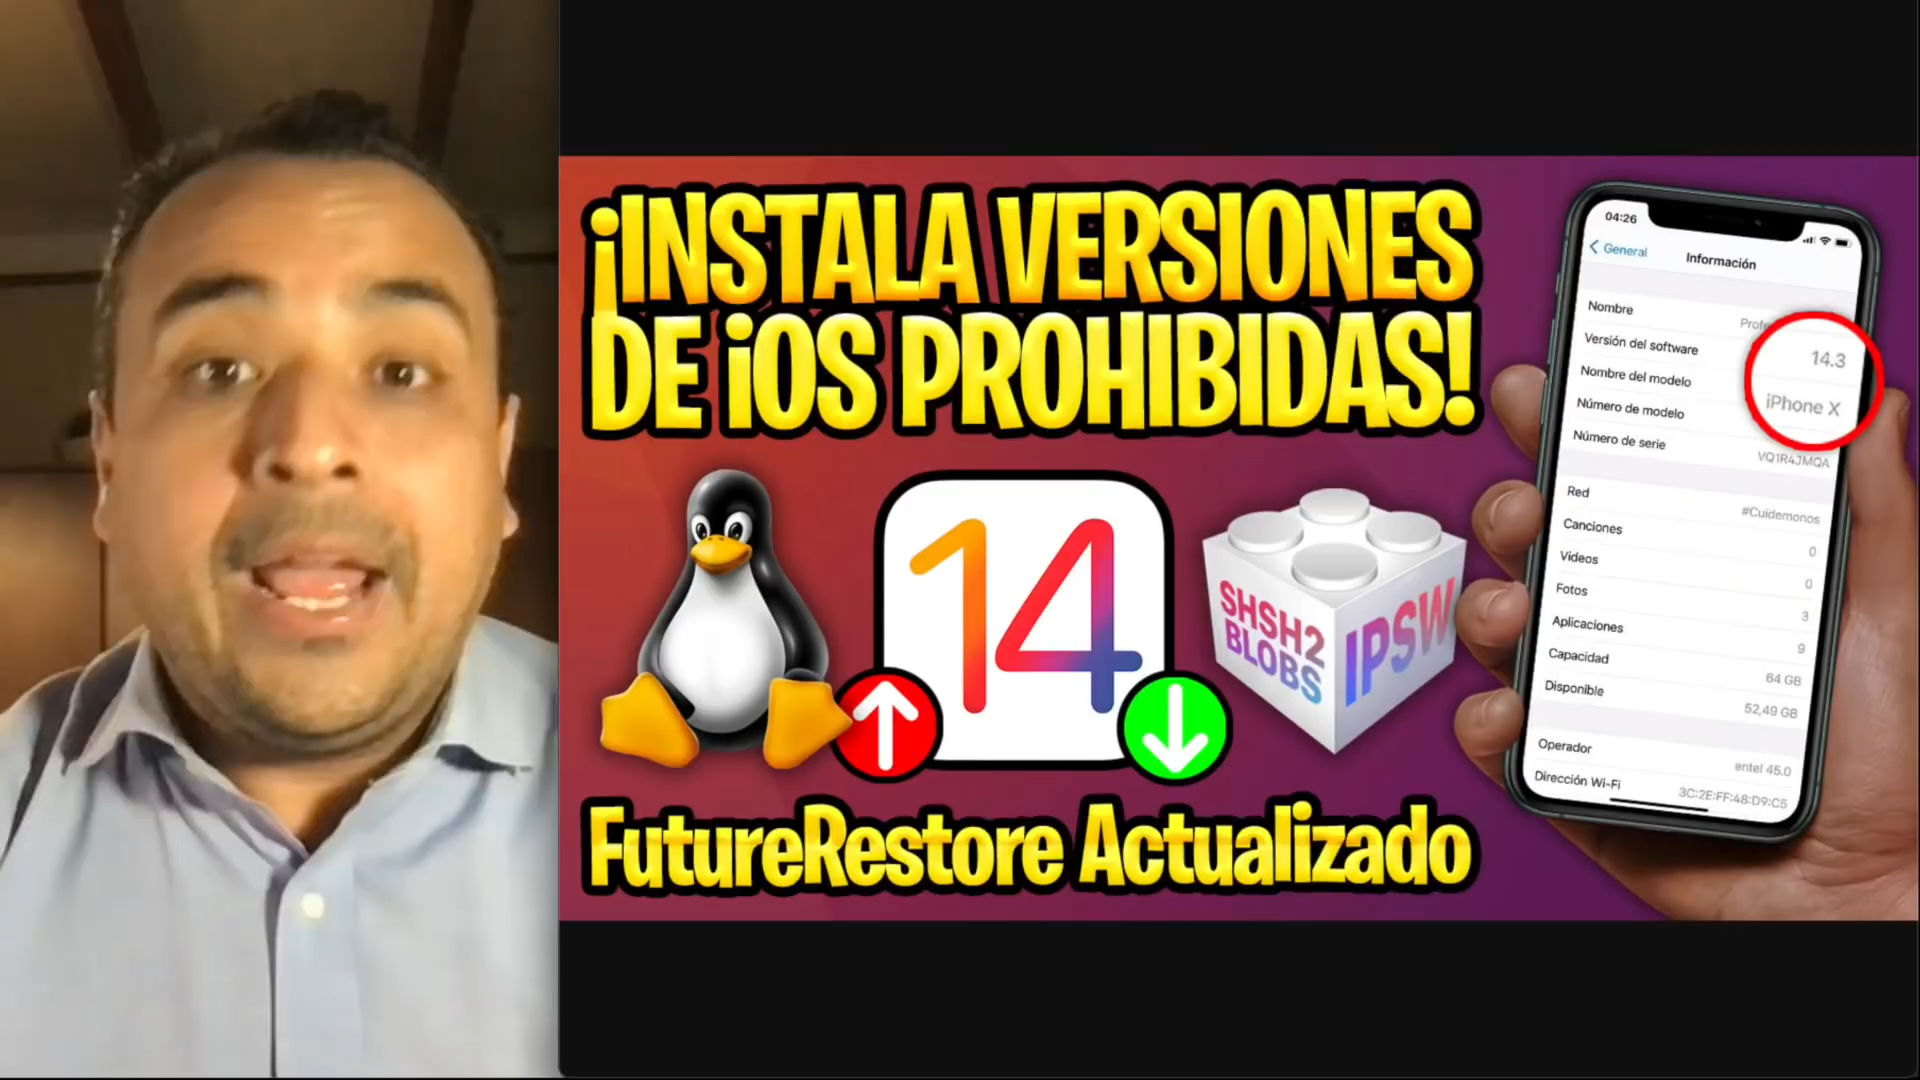 ¡INSTALA VERSIONES
DE iOS PROHIBIDAS!
14
SHSH2
BLOBS
IPSW
FutureRestore Actualizado
04:26
General
Información
Nombre
Versión del software
14.3
Nombre del modelo
iPhone X
Número de modelo
Número de serie
VQ1R4JMQA
Red
#Cuidemonos
Canciones
0
Videos
0
Fotos
3
Aplicaciones
9
Capacidad
64 GB
Disponible
52,49 GB
Operador
entel 45.0
Dirección Wi-Fi
3C:2E:FF:48:D9:C5